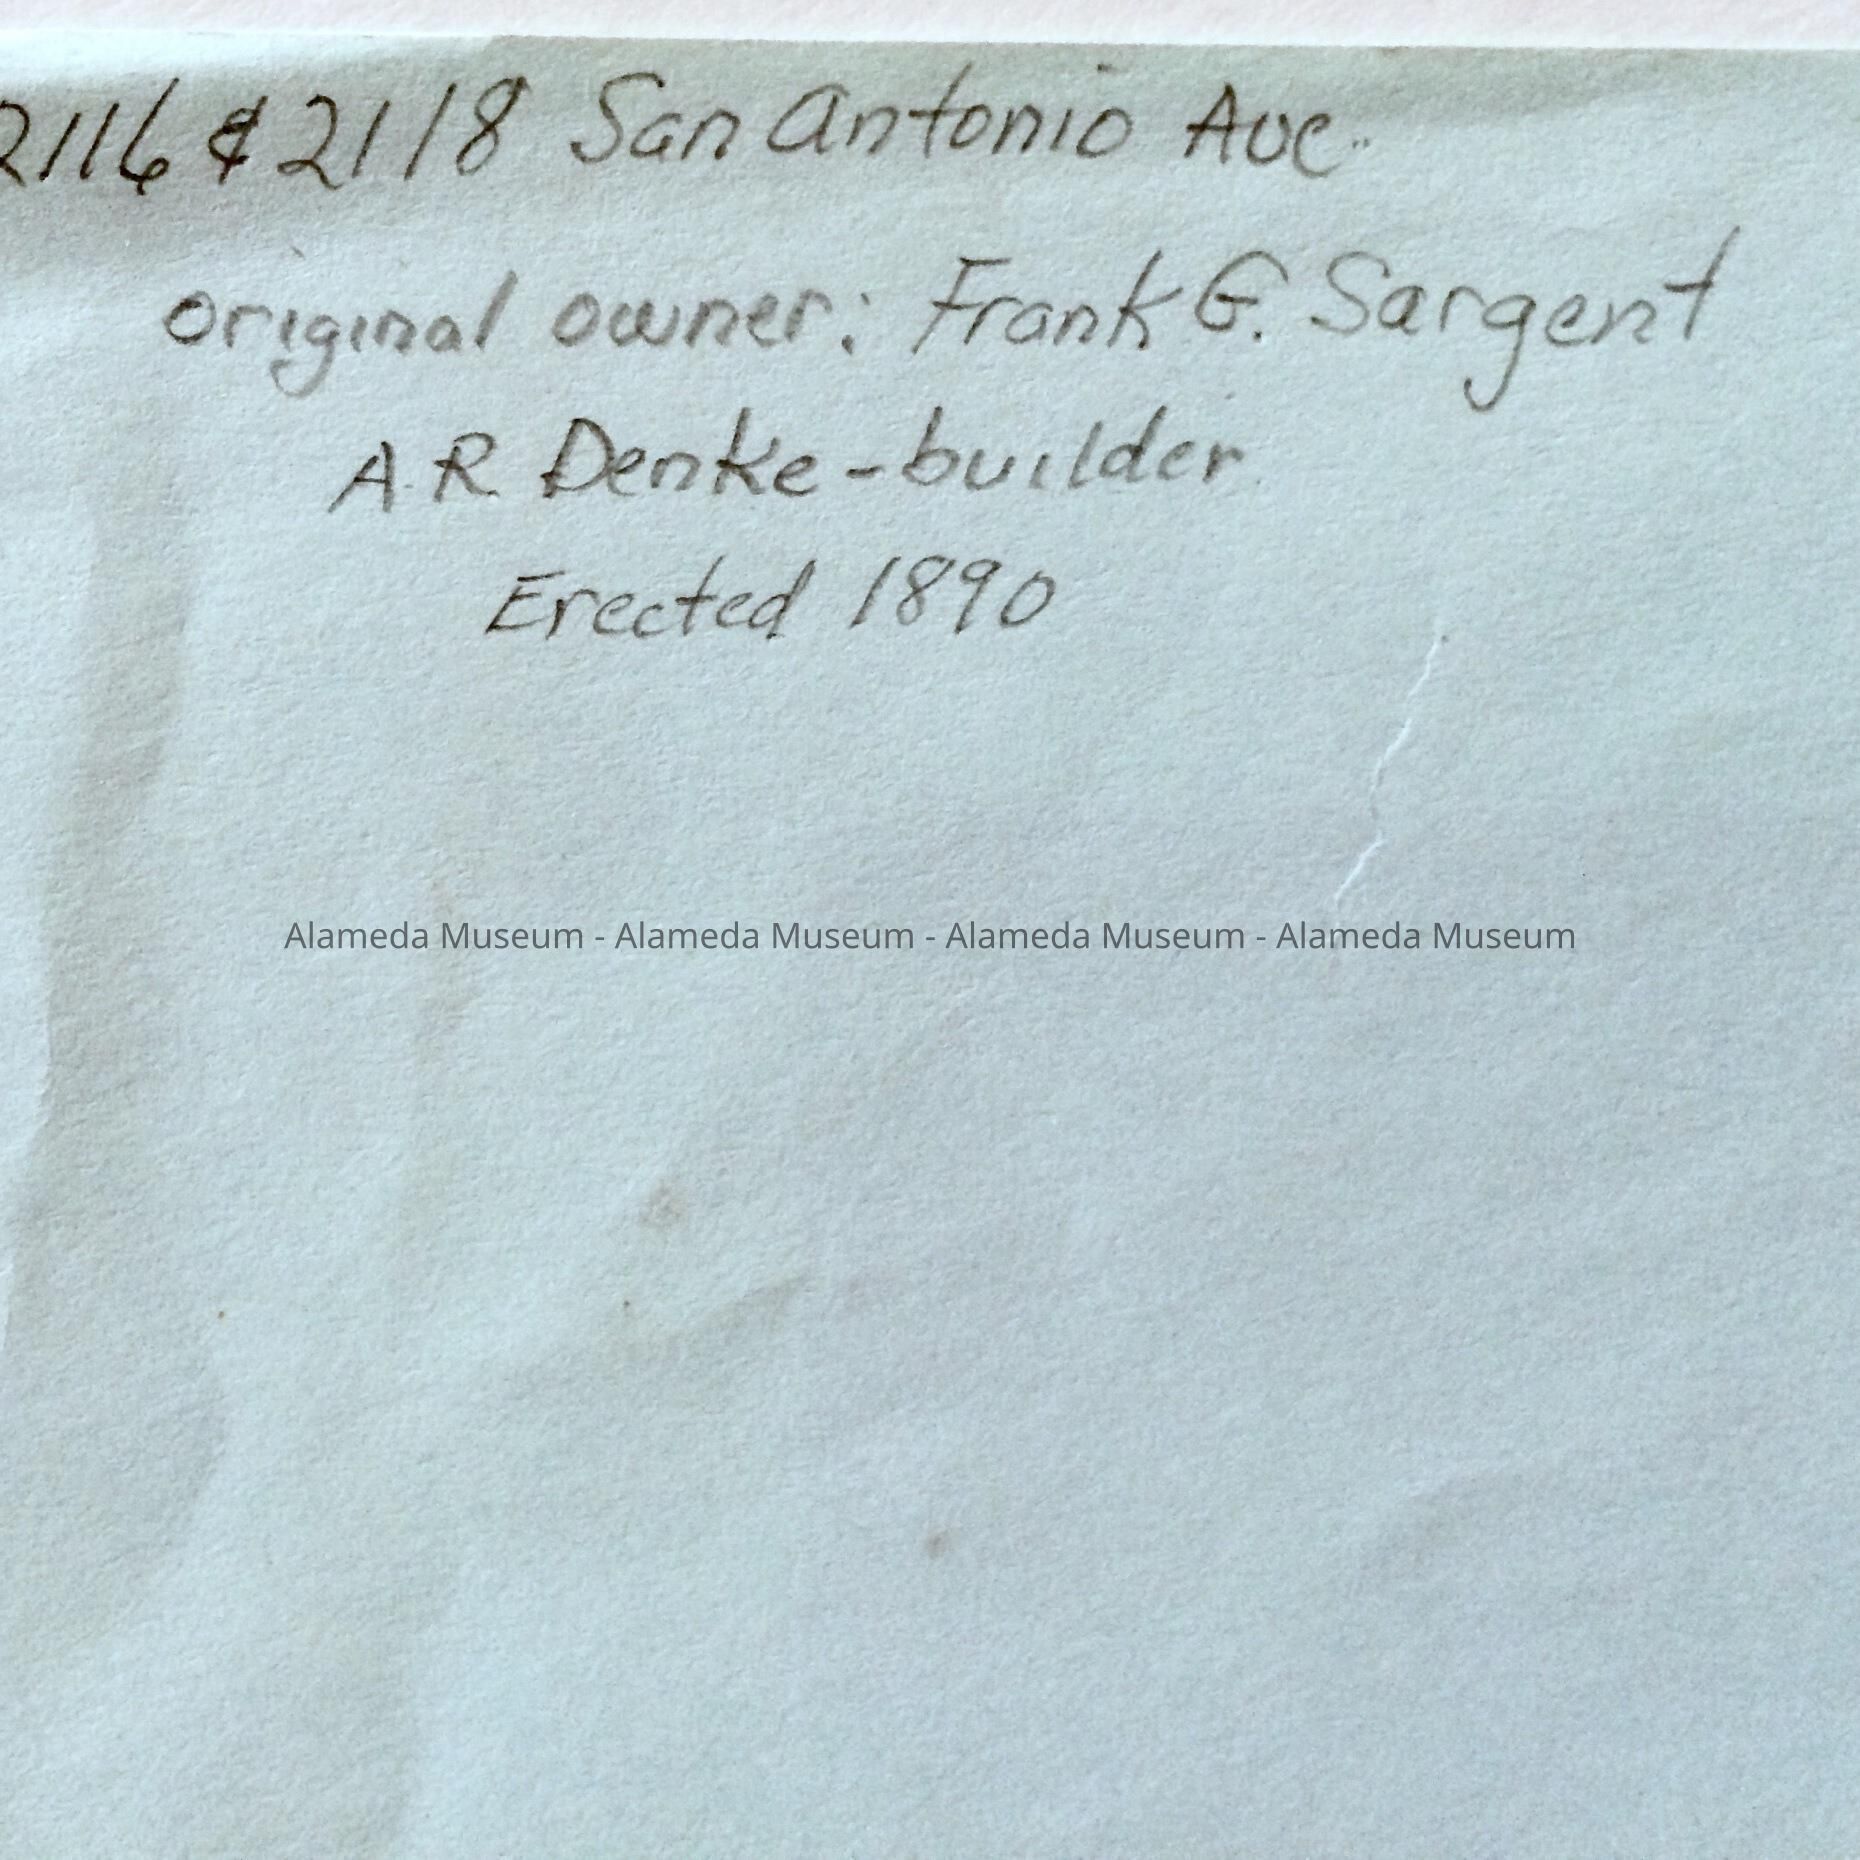 2116 & 2118 San Antonio Ave.
original owner: Frank G. Sargent
A.R. Denke - builder
Erected 1890
Alameda Museum - Alameda Museum - Alameda Museum - Alameda Museum